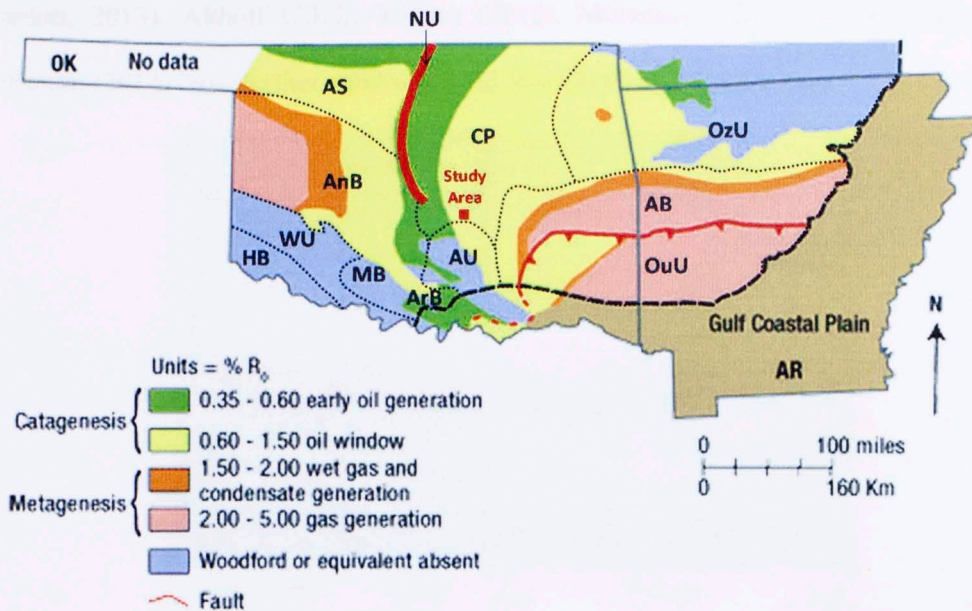 NU
OK No data
AS
CP
OzU
Study
Area
AnB
AB
WU
AU
HB
MB
OuU
ArB
N
Gulf Coastal Plain
AR
Units = % Rₒ
Catagenesis
0.35 - 0.60 early oil generation
0.60 - 1.50 oil window
Metagenesis
1.50 - 2.00 wet gas and
condensate generation
2.00 - 5.00 gas generation
Woodford or equivalent absent
Fault
0 100 miles
0 160 Km